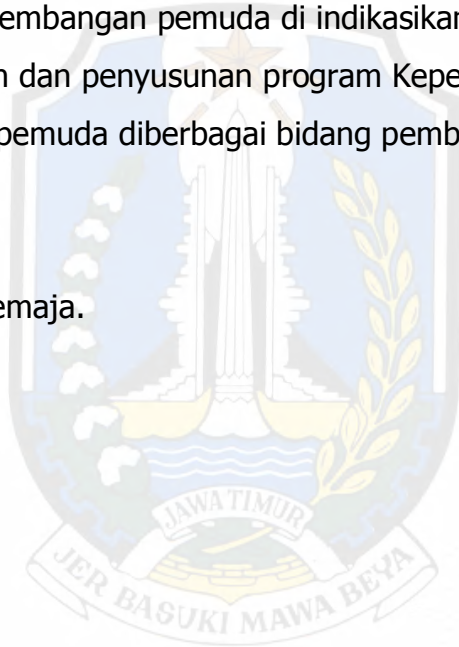 embangan pemuda di indikasikan
n dan penyusunan program Kepe
pemuda diberbagai bidang pemb
emaja.
JAWA TIMUR
JER BASUKI MAWA BEYA